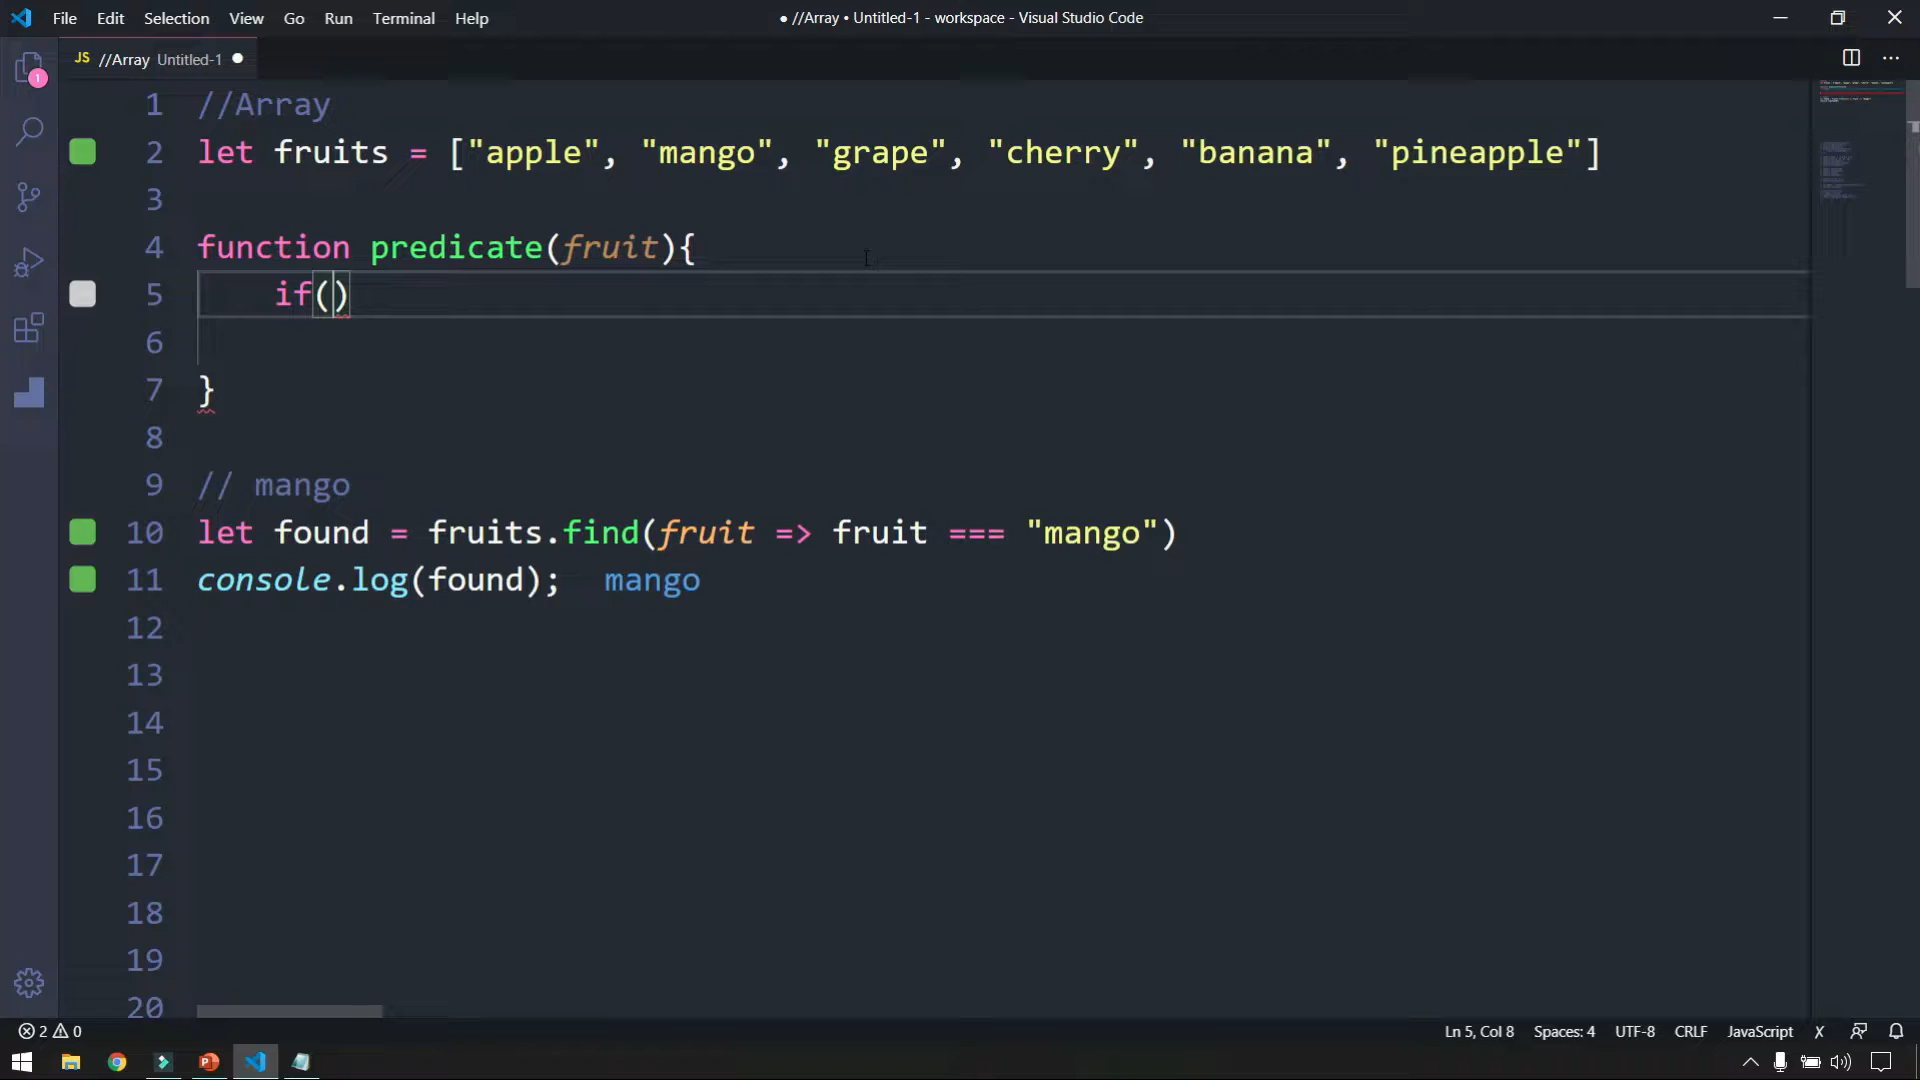 File Edit Selection View Go Run Terminal Help
● //Array • Untitled-1 - workspace - Visual Studio Code
JS //Array Untitled-1 ●
1
1 //Array
2 let fruits = ["apple", "mango", "grape", "cherry", "banana", "pineapple"]
3
4 function predicate(fruit){
5 if()
6
7 }
8
9 // mango
10 let found = fruits.find(fruit => fruit === "mango")
11 console.log(found); mango
12
13
14
15
16
17
18
19
20
2 0
Ln 5, Col 8 Spaces: 4 UTF-8 CRLF JavaScript